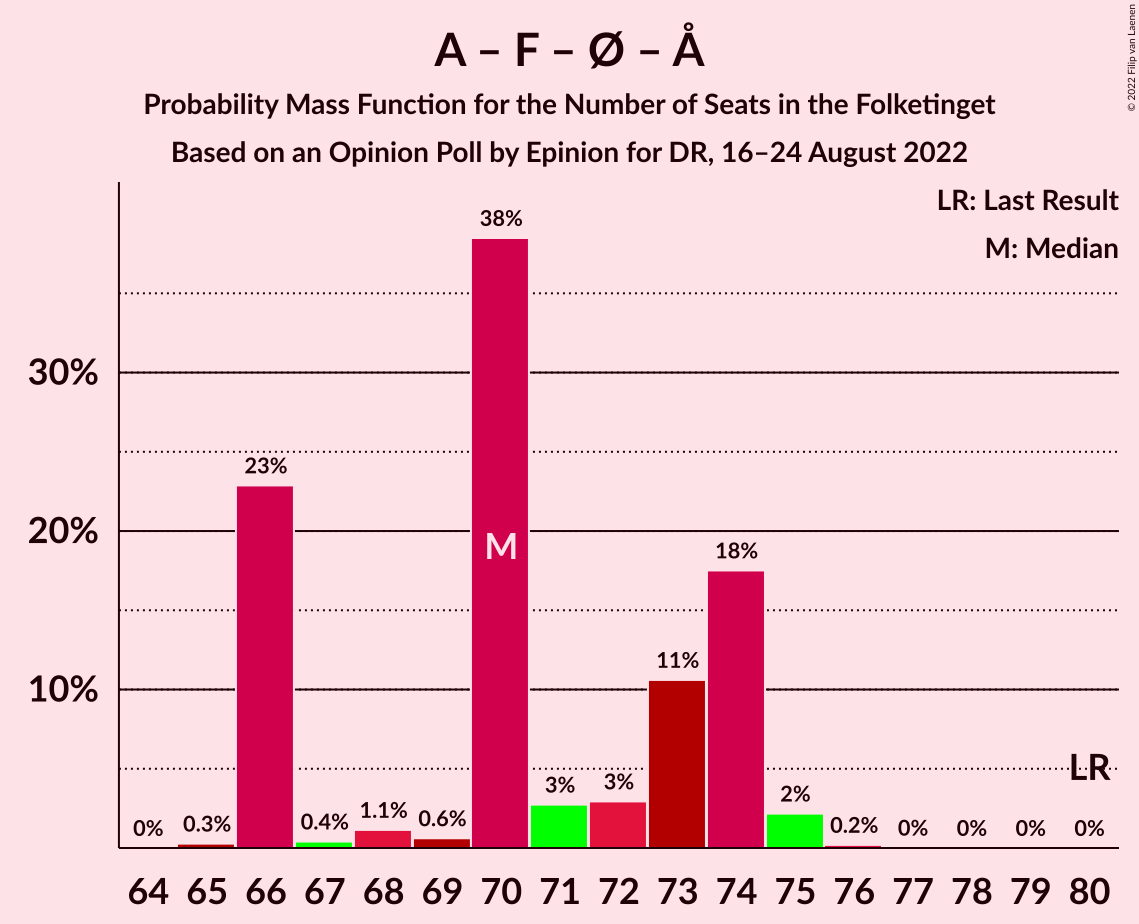 A – F – Ø – Å
Probability Mass Function for the Number of Seats in the Folketinget
Based on an Opinion Poll by Epinion for DR, 16–24 August 2022
© 2022 Filip van Laenen
LR: Last Result
M: Median
38%
30%
23%
20%
M
18%
11%
10%
LR
3%
3%
2%
1.1%
0.6%
0.4%
0.3%
0.2%
0%
0%
0%
0%
0%
64 65 66 67 68 69 70 71 72 73 74 75 76 77 78 79 80